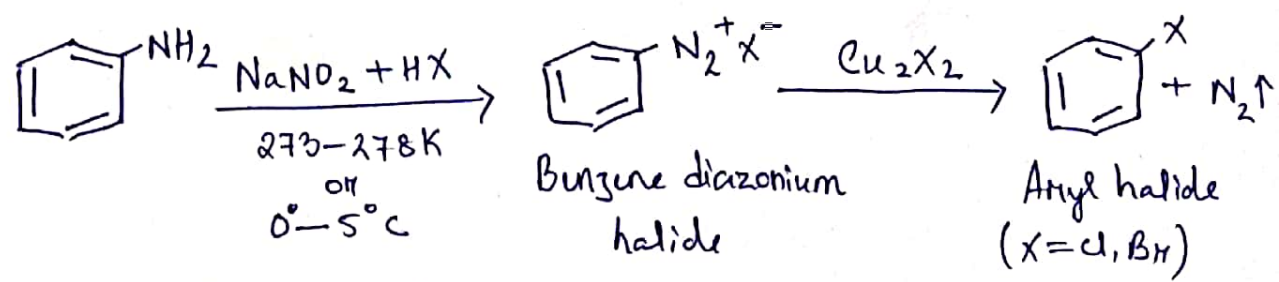 NH2 NaNO2 + HX N2+X- Cu2X2 X + N2↑
273-278K
or
0°-5°C
Benzene diazonium halide
Aryl halide
(X=Cl, Br)